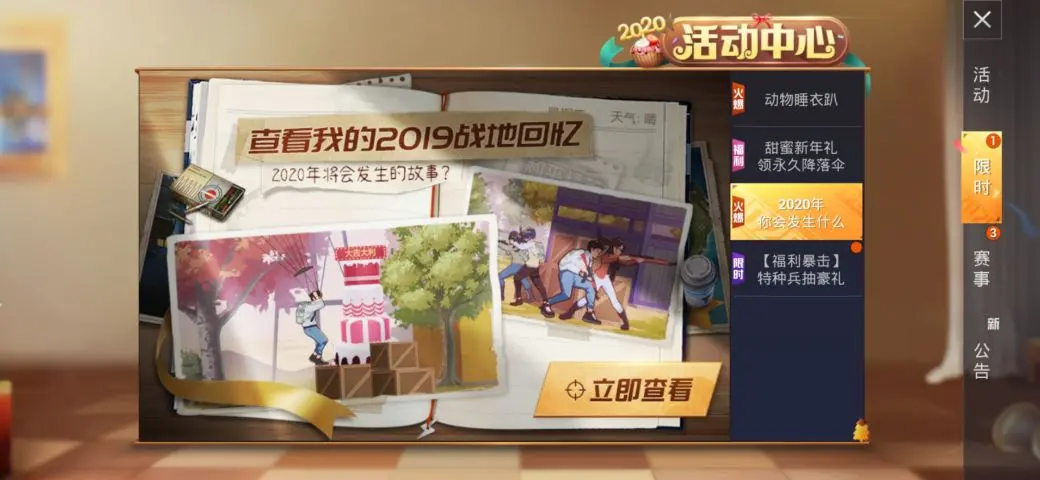 2020
活动中心
天气: 晴
查看我的2019战地回忆
2020年将会发生的故事?
大吉大利
立即查看
火爆
动物睡衣趴
福利
甜蜜新年礼
领永久降落伞
火爆
2020年
你会发生什么
限时
【福利暴击】
特种兵抽豪礼
活动
1
限时
3
赛事
新
公告